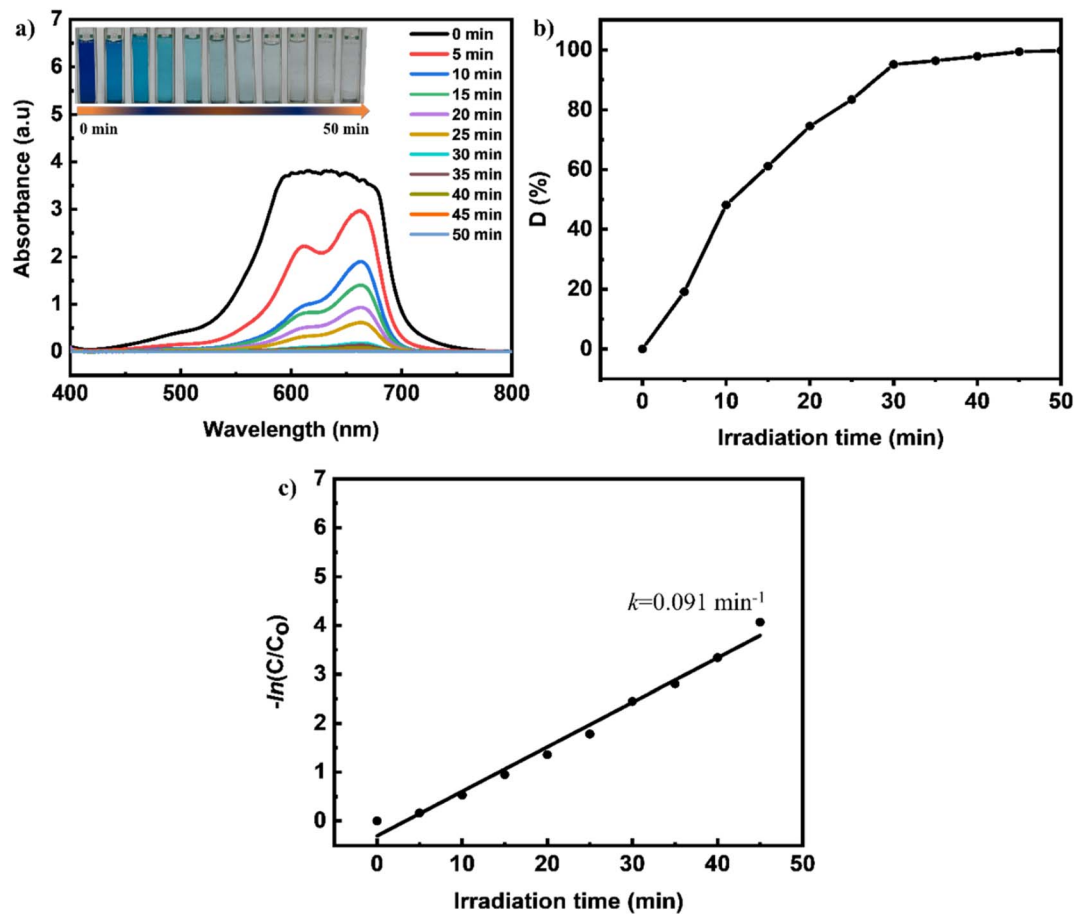 a)
7
6
5
4
3
2
1
0
Absorbance (a.u)
0 min
50 min
0 min
5 min
10 min
15 min
20 min
25 min
30 min
35 min
40 min
45 min
50 min
400 500 600 700 800
Wavelength (nm)
b)
100
80
60
40
20
0
D (%)
0 10 20 30 40 50
Irradiation time (min)
c)
7
6
5
4
3
2
1
0
-ln(C/C₀)
k=0.091 min⁻¹
0 10 20 30 40 50
Irradiation time (min)